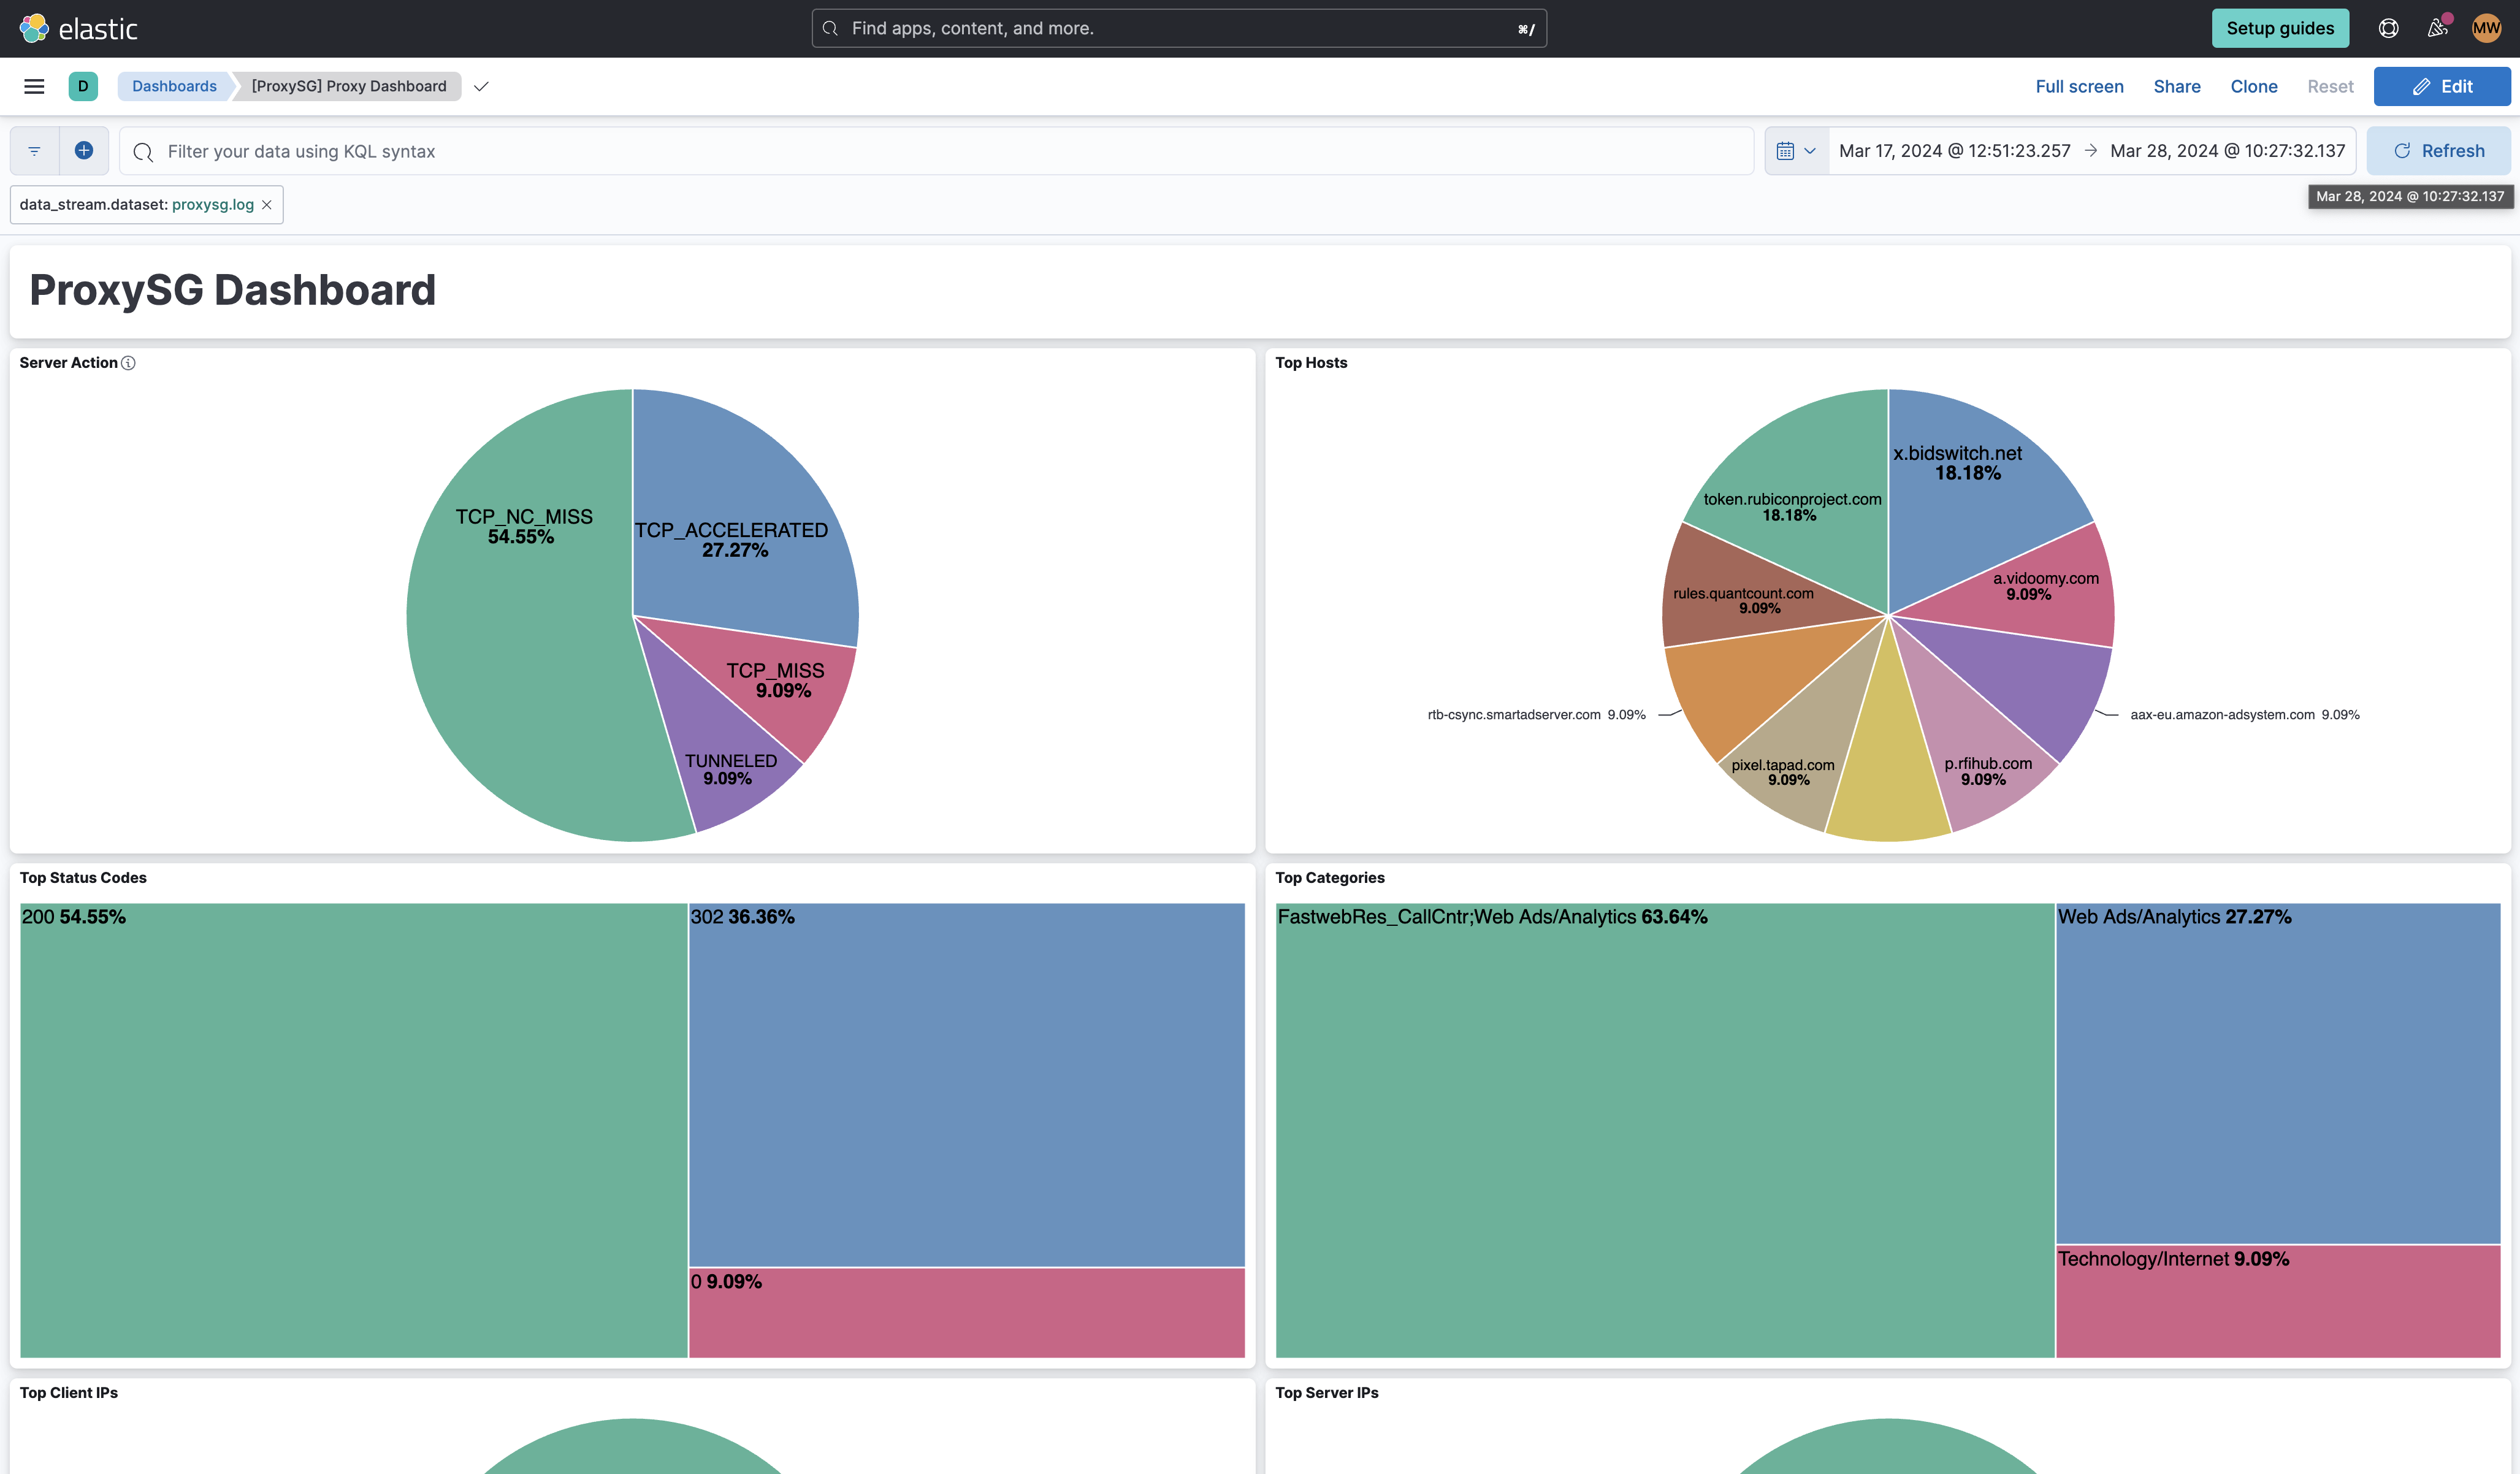 elastic
Find apps, content, and more.
⌘/
Setup guides
MW
D
Dashboards
[ProxySG] Proxy Dashboard
Full screen
Share
Clone
Reset
Edit
Filter your data using KQL syntax
Mar 17, 2024 @ 12:51:23.257 → Mar 28, 2024 @ 10:27:32.137
Refresh
data_stream.dataset: proxysg.log
Mar 28, 2024 @ 10:27:32.137
ProxySG Dashboard
Server Action
TCP_NC_MISS
54.55%
TCP_ACCELERATED
27.27%
TCP_MISS
9.09%
TUNNELED
9.09%
Top Hosts
x.bidswitch.net
18.18%
token.rubiconproject.com
18.18%
a.vidoomy.com
9.09%
rules.quantcount.com
9.09%
rtb-csync.smartadserver.com 9.09%
aax-eu.amazon-adsystem.com 9.09%
pixel.tapad.com
9.09%
p.rfihub.com
9.09%
Top Status Codes
200 54.55%
302 36.36%
0 9.09%
Top Categories
FastwebRes_CallCntr;Web Ads/Analytics 63.64%
Web Ads/Analytics 27.27%
Technology/Internet 9.09%
Top Client IPs
Top Server IPs